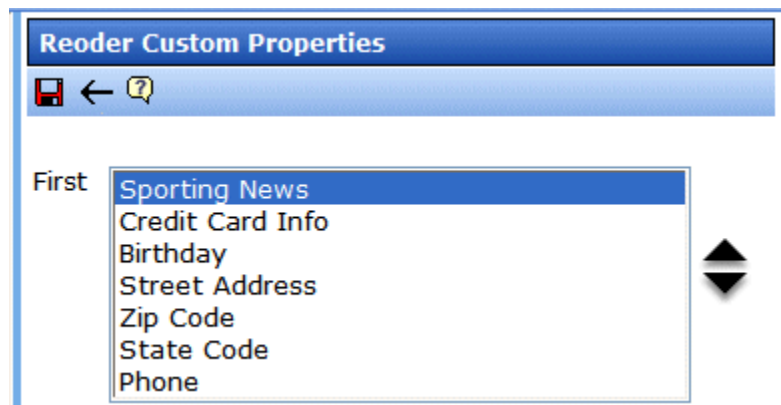 Reoder Custom Properties
First
Sporting News
Credit Card Info
Birthday
Street Address
Zip Code
State Code
Phone